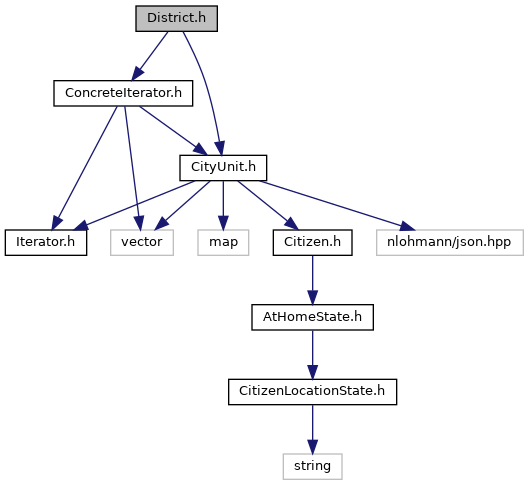 District.h
ConcreteIterator.h
CityUnit.h
Iterator.h
vector
map
Citizen.h
nlohmann/json.hpp
AtHomeState.h
CitizenLocationState.h
string